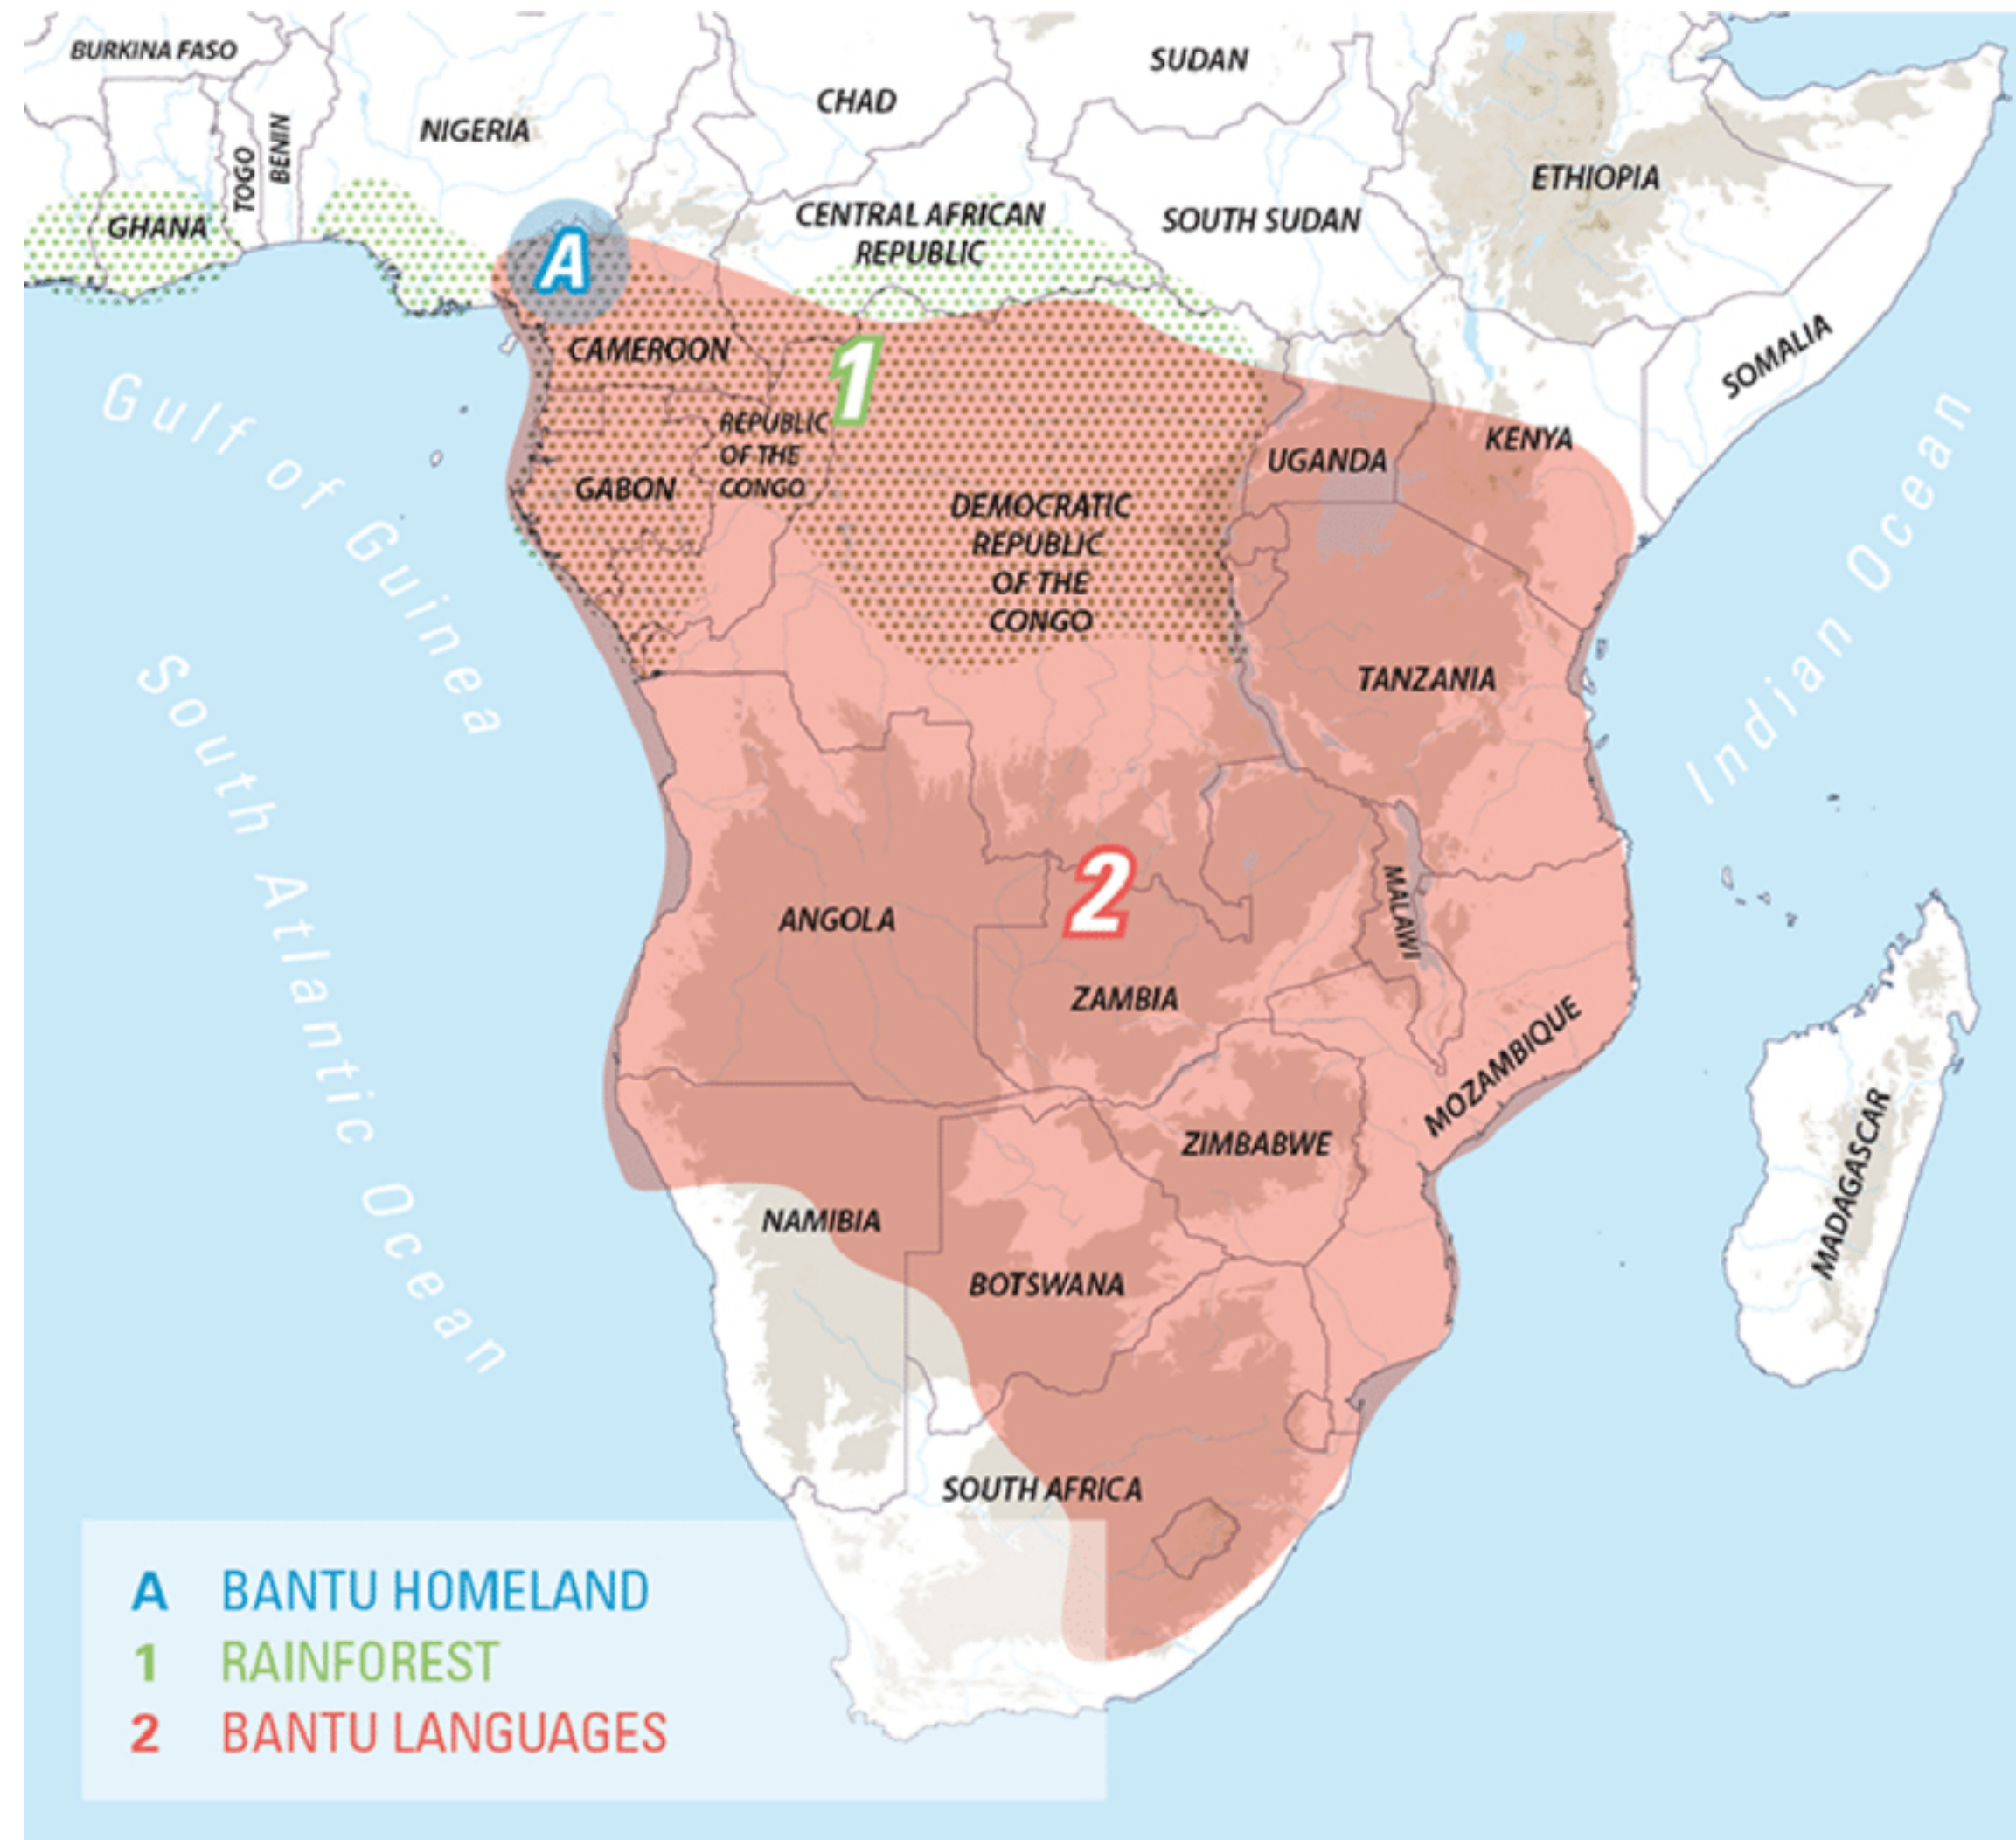 BURKINA FASO
SUDAN
CHAD
NIGERIA
BENIN
TOGO
GHANA
ETHIOPIA
CENTRAL AFRICAN
REPUBLIC
SOUTH SUDAN
A
CAMEROON
1
SOMALIA
REPUBLIC
OF THE
CONGO
GABON
UGANDA
KENYA
DEMOCRATIC
REPUBLIC
OF THE
CONGO
Gulf of Guinea
Indian Ocean
TANZANIA
South Atlantic Ocean
2
MALAWI
ANGOLA
ZAMBIA
MOZAMBIQUE
ZIMBABWE
MADAGASCAR
NAMIBIA
BOTSWANA
SOUTH AFRICA
A BANTU HOMELAND
1 RAINFOREST
2 BANTU LANGUAGES